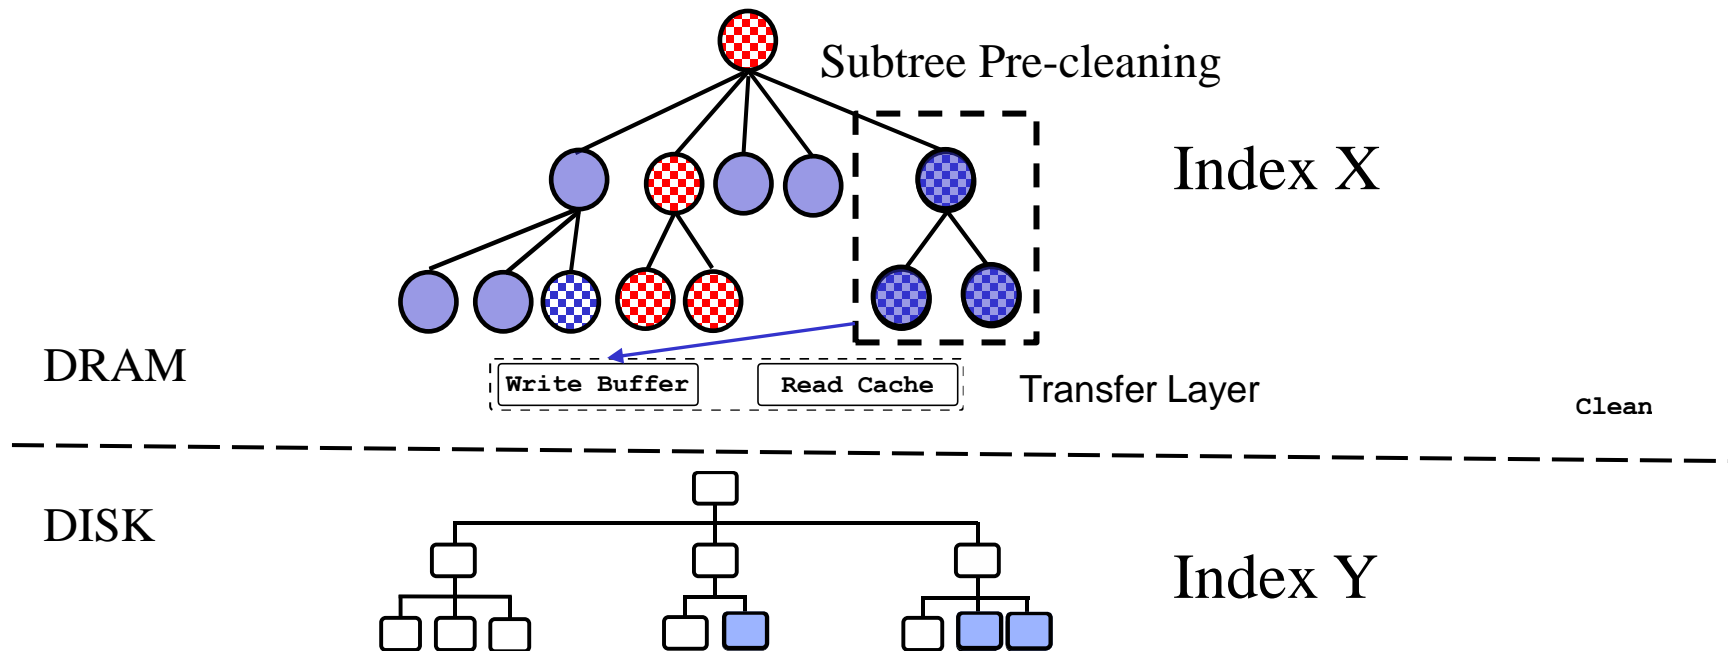 Subtree Pre-cleaning
Index X
DRAM
Write Buffer
Read Cache
Transfer Layer
Clean
DISK
Index Y